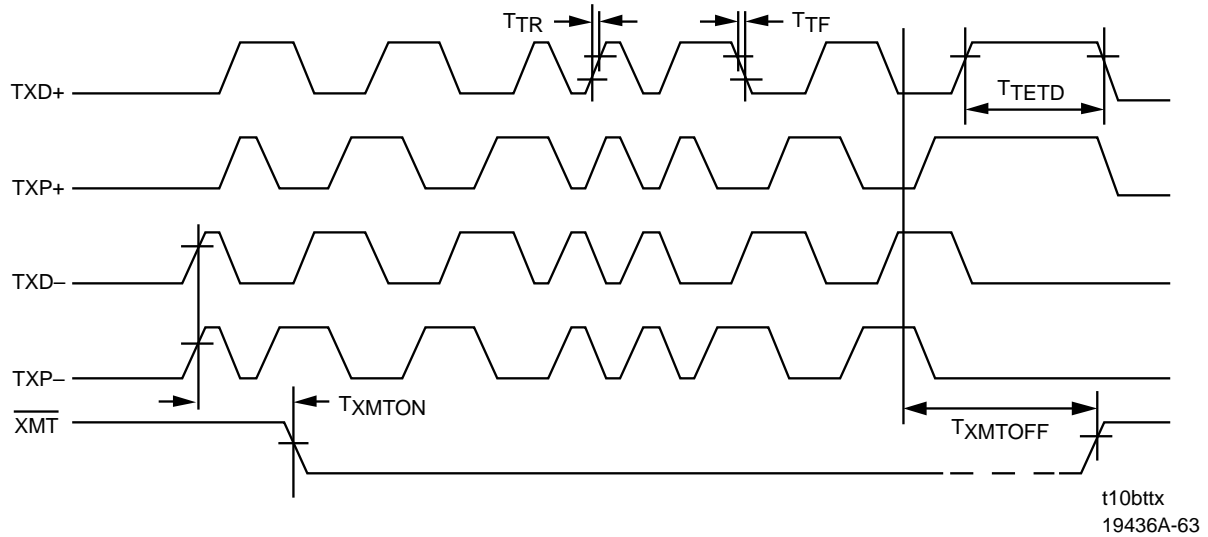 TTR
TTF
TXD+
TTETD
TXP+
TXD–
TXP–
TXMTON
XMT
TXMTOFF
t10bttx
19436A-63